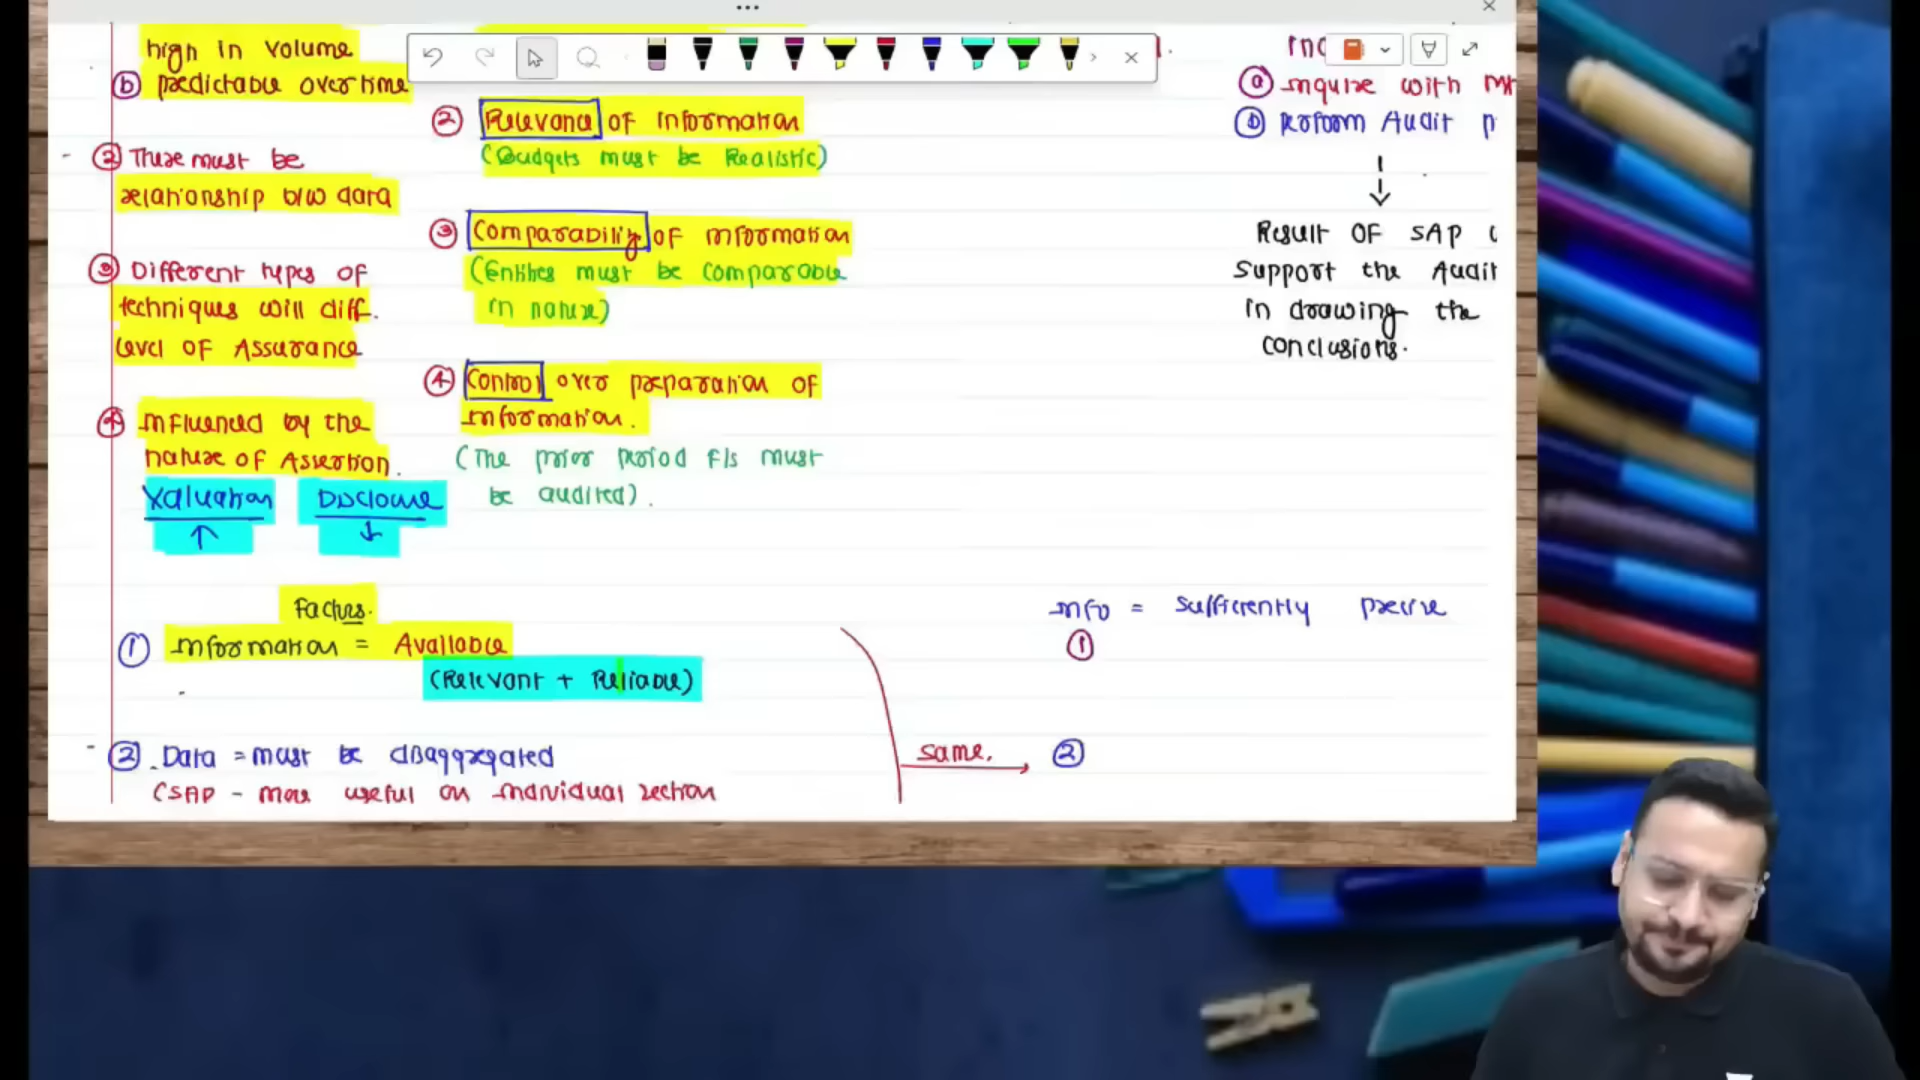 high in volume
ⓑ predictable over time
② There must be
relationship b/w data
③ Different types of
techniques will diff.
level of Assurance
④ Influenced by the
nature of Assertion.
Valuation Disclosure
↑ ↓
② Relevance of Information
(Budgets must be Realistic)
③ Comparability of Information
(Entities must be comparable
in nature)
④ Control over preparation of
Information.
(The prior period F/s must
be audited).
ⓐ Inquire with
ⓑ Perform Audit P
Result OF SAP
Support the Audit
in drawing the
conclusions.
Factors.
① Information = Available
(Relevant + Reliable)
② Data = must be disaggregated
(SAP - more useful on individual section
same.
Info = sufficiently precise
①
②